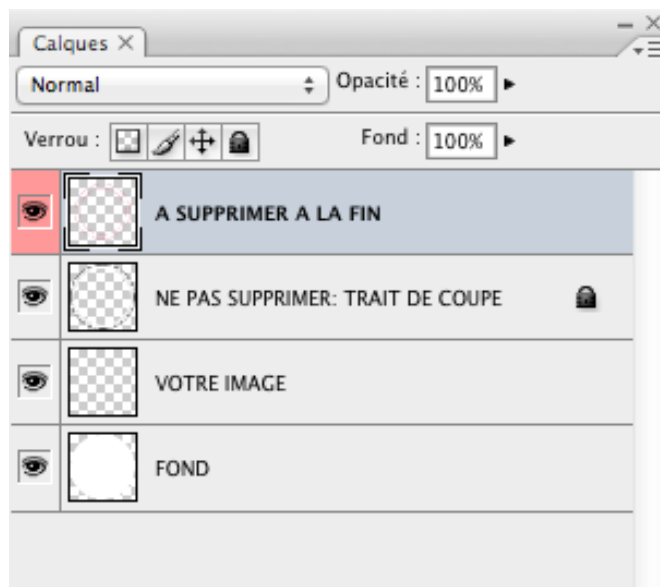 Calques
Normal Opacité : 100%
Verrou : Fond : 100%
A SUPPRIMER A LA FIN
NE PAS SUPPRIMER: TRAIT DE COUPE
VOTRE IMAGE
FOND